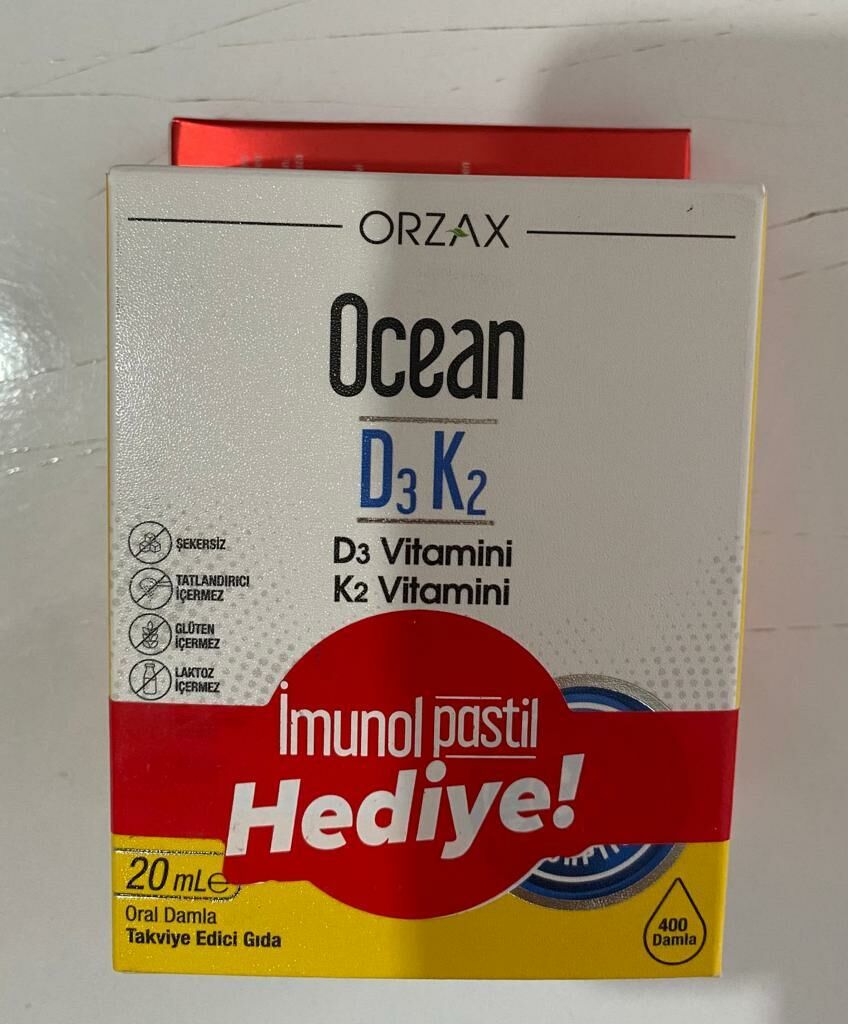 ORZAX
Ocean
D3 K2
D3 Vitamini
K2 Vitamini
ŞEKERSİZ
TATLANDIRICI
İÇERMEZ
GLÜTEN
İÇERMEZ
LAKTOZ
İÇERMEZ
İmunol pastil
Hediye!
20 mL℮
Oral Damla
Takviye Edici Gıda
400
Damla